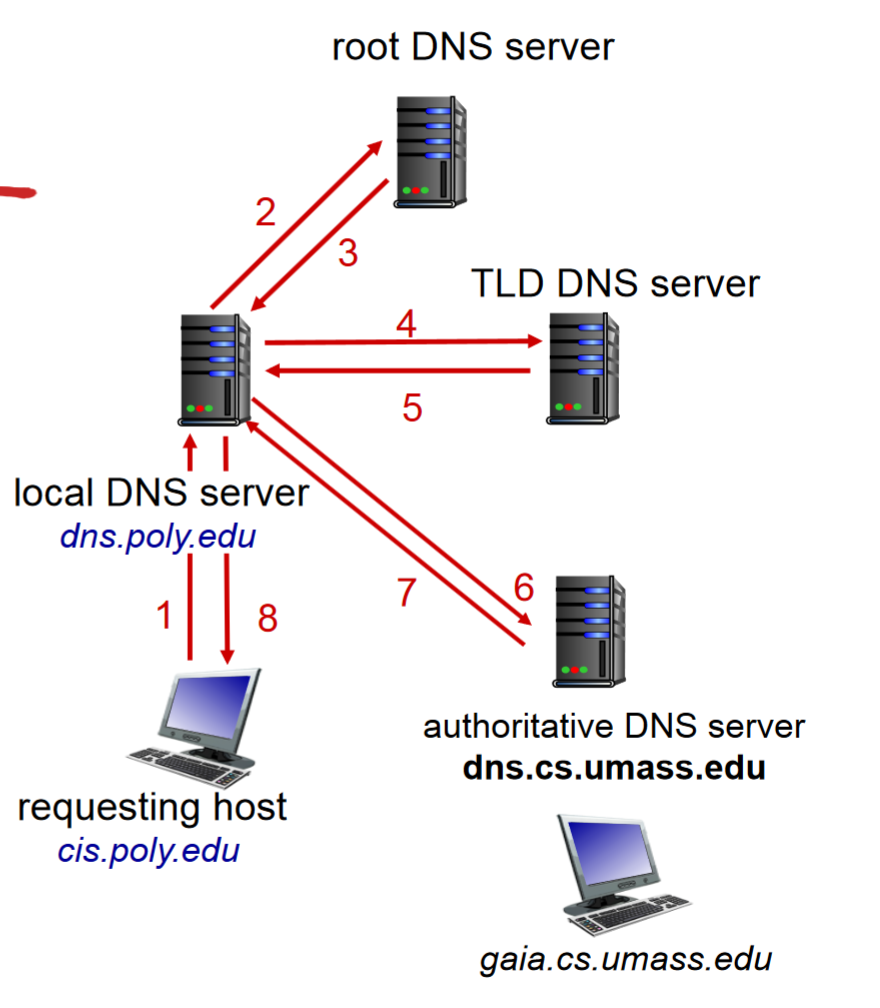 root DNS server
2
3
TLD DNS server
4
5
local DNS server
dns.poly.edu
1
8
7
6
authoritative DNS server
dns.cs.umass.edu
requesting host
cis.poly.edu
gaia.cs.umass.edu